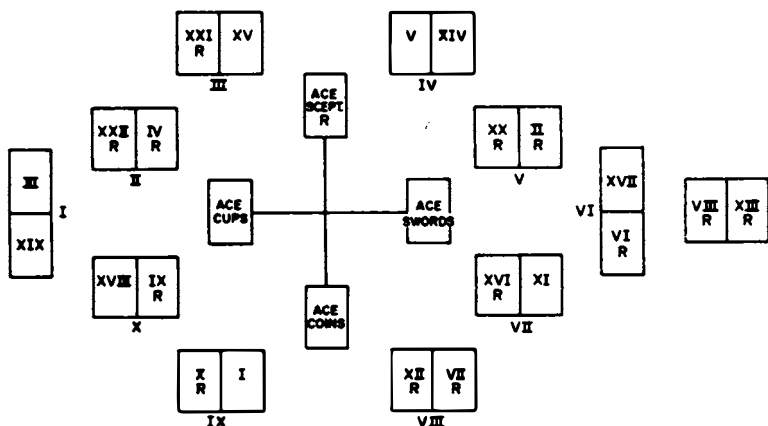 XXI XV
R
III
V XIV
IV
ACE
SCEPT.
R
XXII IV
R R
II
XX II
R R
V
III
XIX
I
ACE
CUPS
ACE
SWORDS
VI
XVII
VI
R
VIII XIII
R R
XVIII IX
R
X
ACE
COINS
XVI XI
R
VII
X I
R
IX
XII VII
R R
VIII